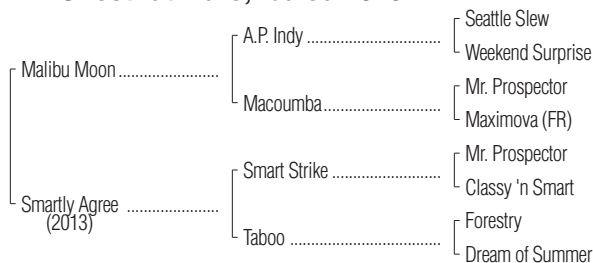 Seattle Slew
A.P. Indy ................................
Weekend Surprise
Malibu Moon ........................
Mr. Prospector
Macoumba............................
Maximova (FR)
Mr. Prospector
Smart Strike ..........................
Classy 'n Smart
Smartly Agree ......................
(2013)
Forestry
Taboo ....................................
Dream of Summer